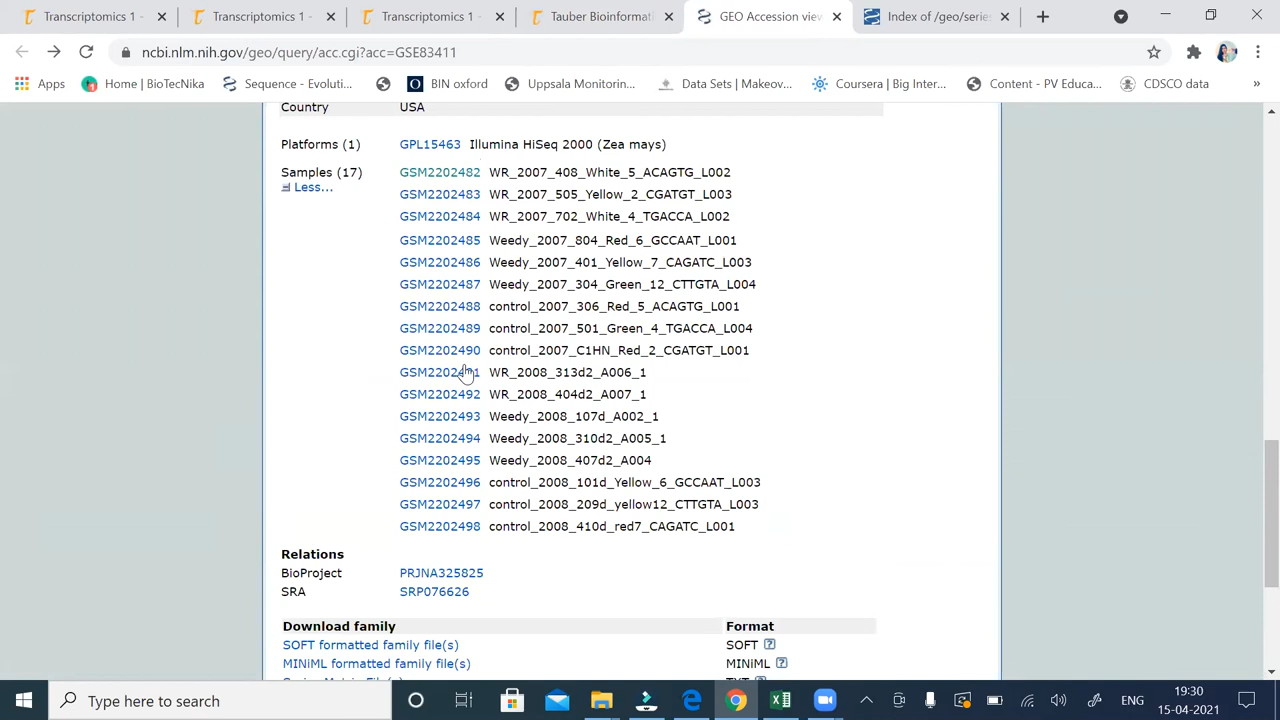 Transcriptomics 1 - Transcriptomics 1 - Transcriptomics 1 - Tauber Bioinformati GEO Accession view Index of /geo/serie
ncbi.nlm.nih.gov/geo/query/acc.cgi?acc=GSE83411
Apps Home | BioTecNika Sequence - Evoluti... BIN oxford Uppsala Monitorin... Data Sets | Makeov... Coursera | Big Inter... Content - PV Educa... CDSCO data »
Country USA
Platforms (1) GPL15463 Illumina HiSeq 2000 (Zea mays)
Samples (17) GSM2202482 WR_2007_408_White_5_ACAGTG_L002
Less... GSM2202483 WR_2007_505_Yellow_2_CGATGT_L003
GSM2202484 WR_2007_702_White_4_TGACCA_L002
GSM2202485 Weedy_2007_804_Red_6_GCCAAT_L001
GSM2202486 Weedy_2007_401_Yellow_7_CAGATC_L003
GSM2202487 Weedy_2007_304_Green_12_CTTGTA_L004
GSM2202488 control_2007_306_Red_5_ACAGTG_L001
GSM2202489 control_2007_501_Green_4_TGACCA_L004
GSM2202490 control_2007_C1HN_Red_2_CGATGT_L001
GSM2202491 WR_2008_313d2_A006_1
GSM2202492 WR_2008_404d2_A007_1
GSM2202493 Weedy_2008_107d_A002_1
GSM2202494 Weedy_2008_310d2_A005_1
GSM2202495 Weedy_2008_407d2_A004
GSM2202496 control_2008_101d_Yellow_6_GCCAAT_L003
GSM2202497 control_2008_209d_yellow12_CTTGTA_L003
GSM2202498 control_2008_410d_red7_CAGATC_L001
Relations
BioProject PRJNA325825
SRA SRP076626
Download family Format
SOFT formatted family file(s) SOFT ?
MINiML formatted family file(s) MINiML ?
Series Matrix File(s) TXT ?
Type here to search ENG 19:30
15-04-2021